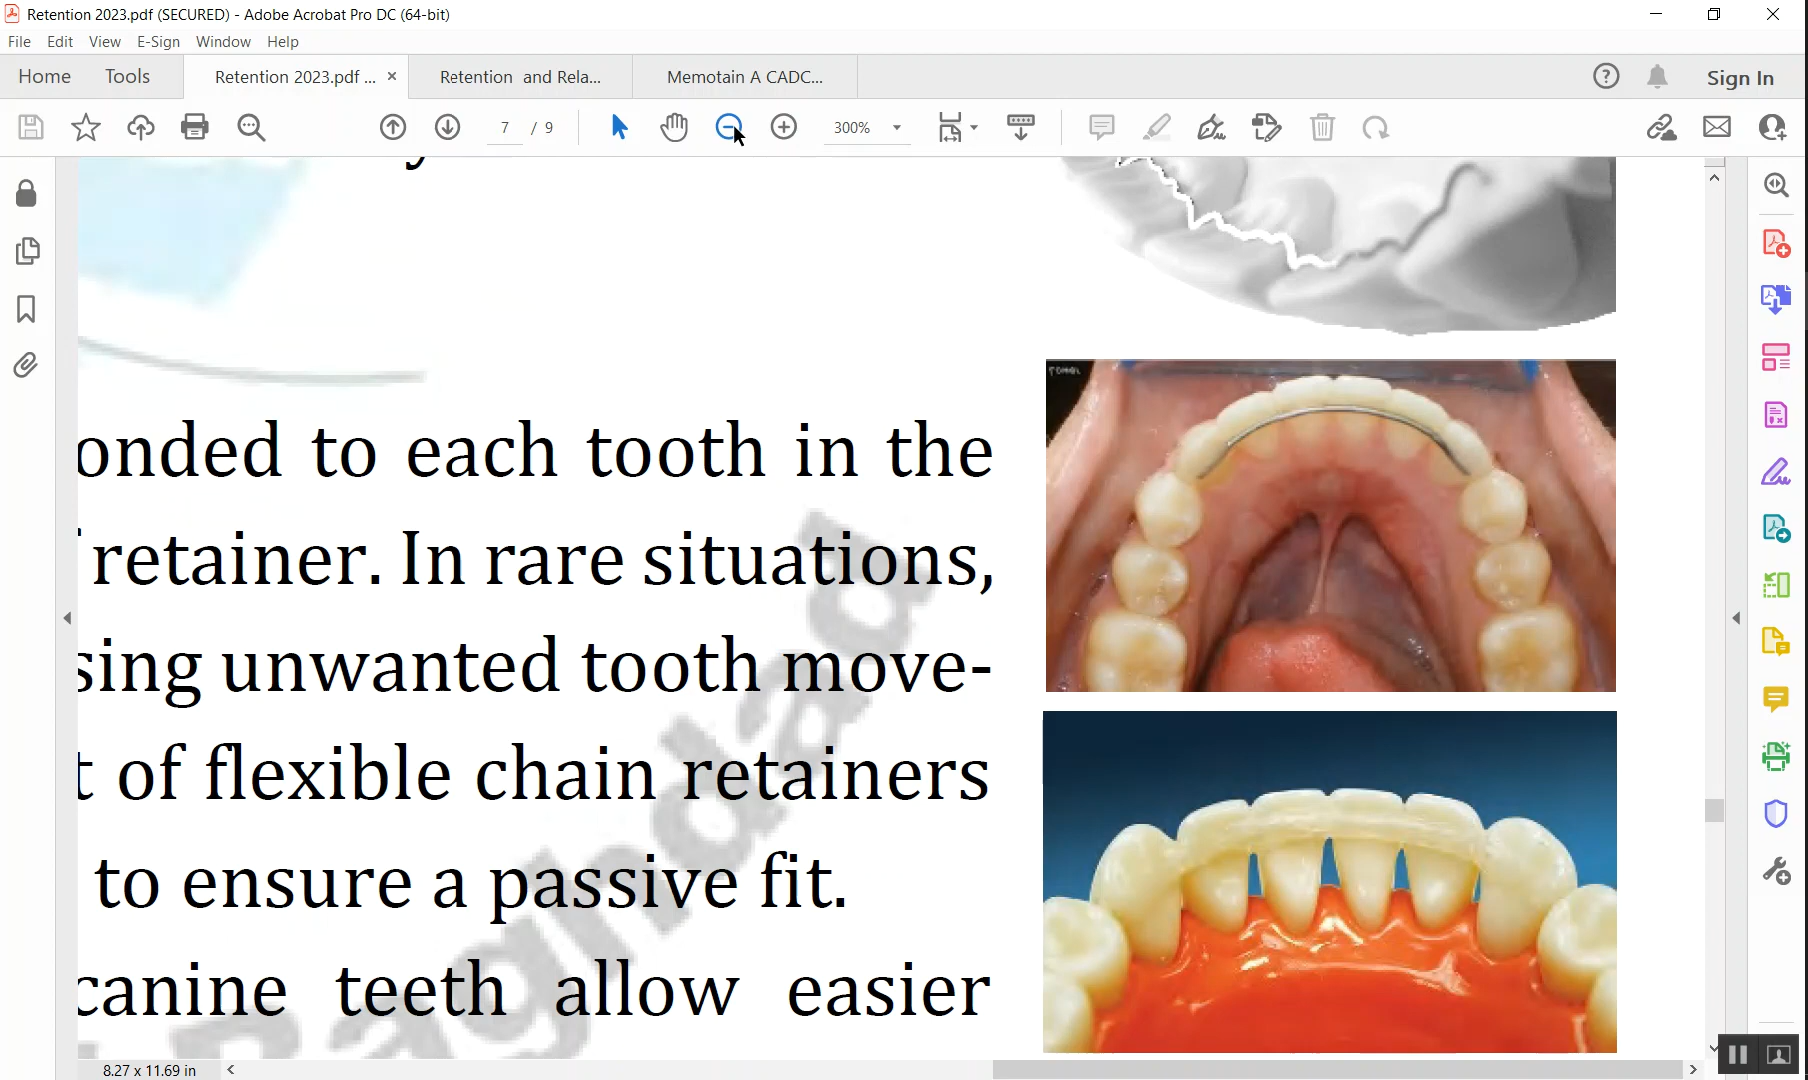 Retention 2023.pdf (SECURED) - Adobe Acrobat Pro DC (64-bit)
File Edit View E-Sign Window Help
Home Tools Retention 2023.pdf ... × Retention and Rela... Memotain A CADC... Sign In
7 / 9 300%
onded to each tooth in the
retainer. In rare situations,
sing unwanted tooth move-
t of flexible chain retainers
to ensure a passive fit.
canine teeth allow easier
Baghdad
8.27 x 11.69 in